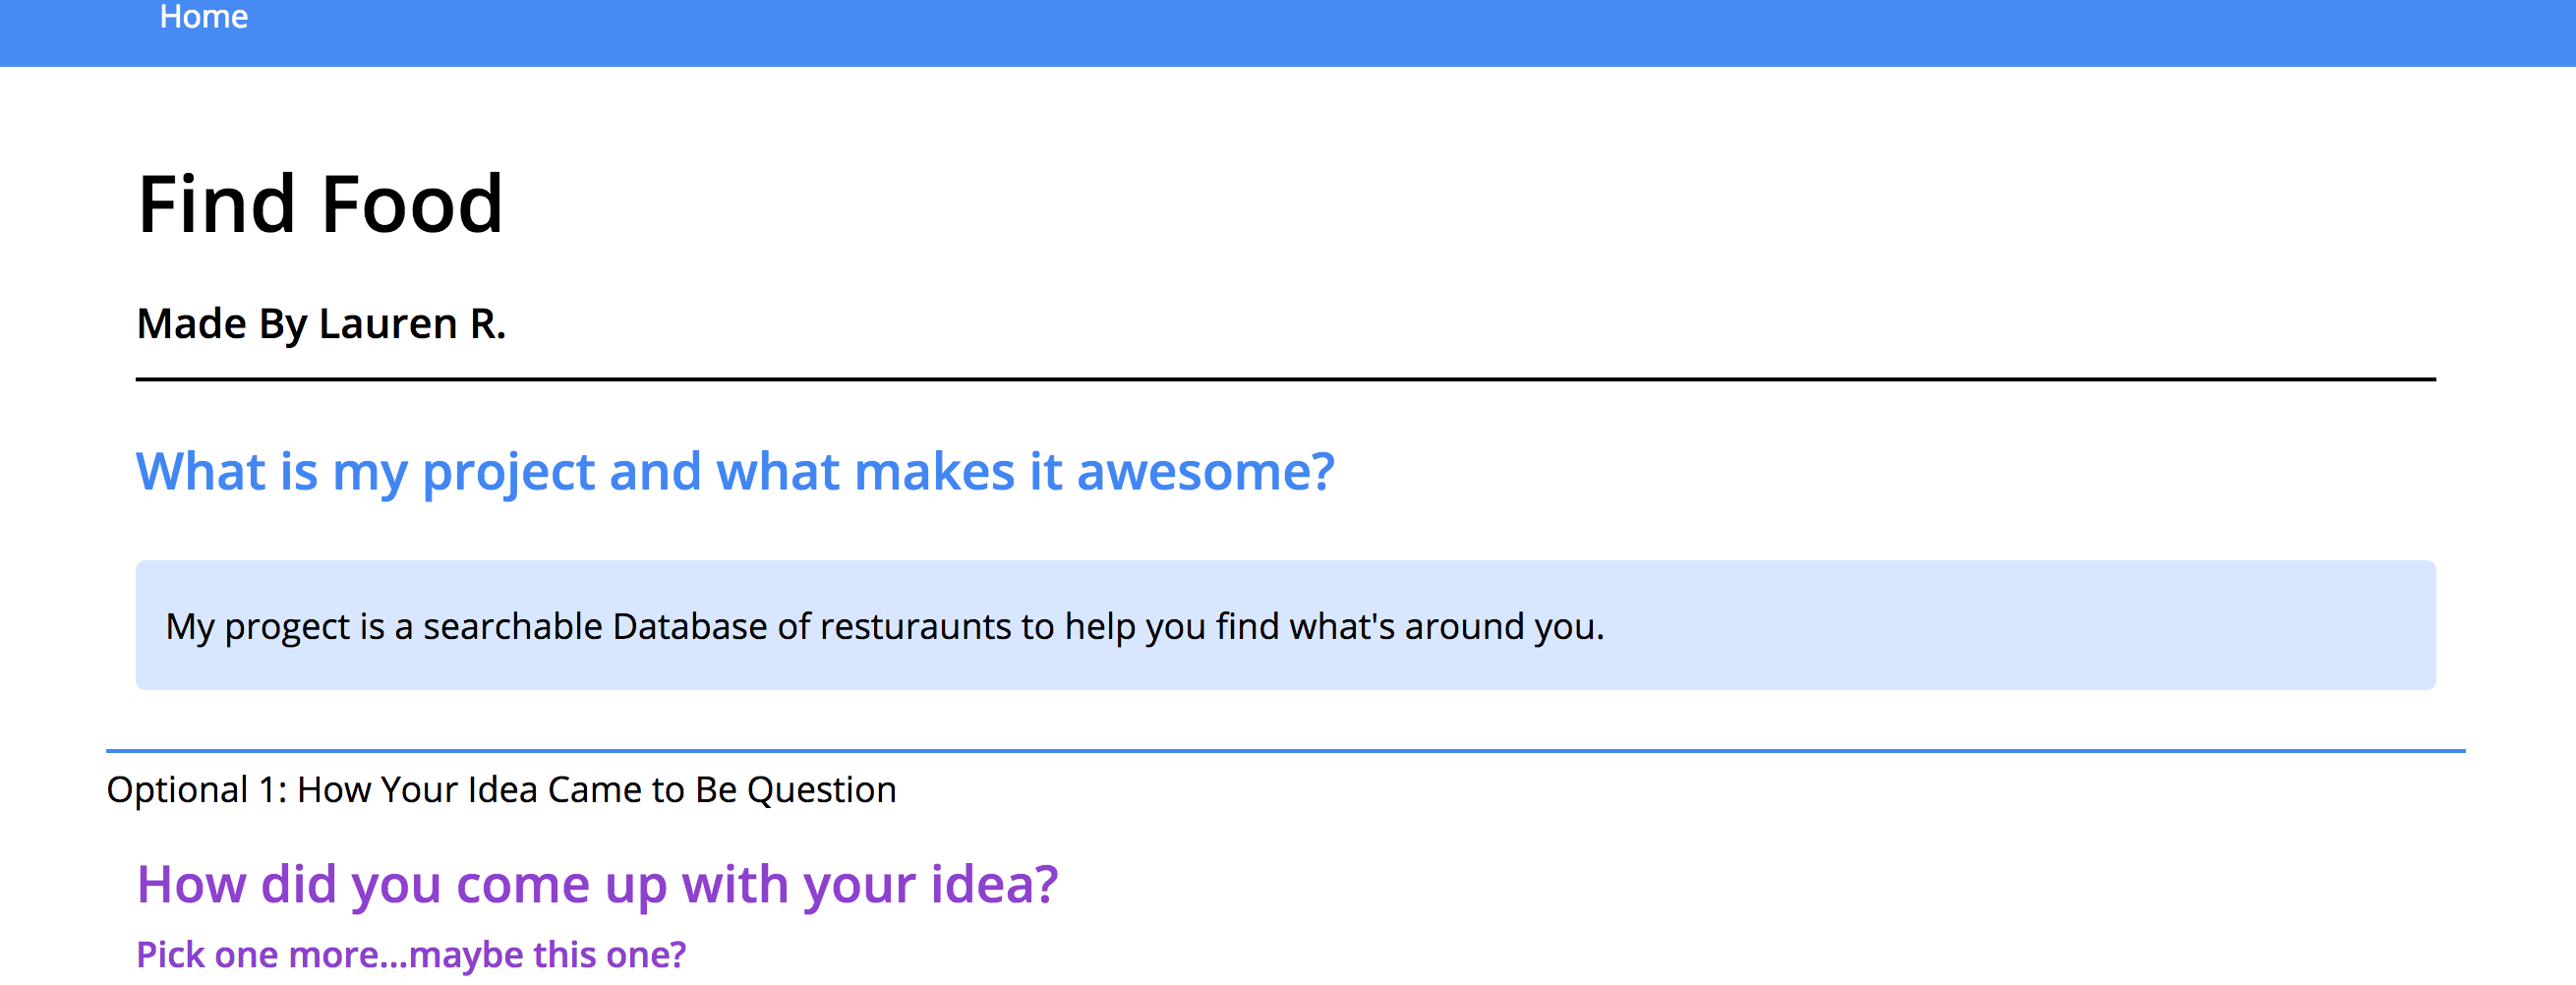 Home
Find Food
Made By Lauren R.
What is my project and what makes it awesome?
My progect is a searchable Database of resturaunts to help you find what's around you.
Optional 1: How Your Idea Came to Be Question
How did you come up with your idea?
Pick one more...maybe this one?